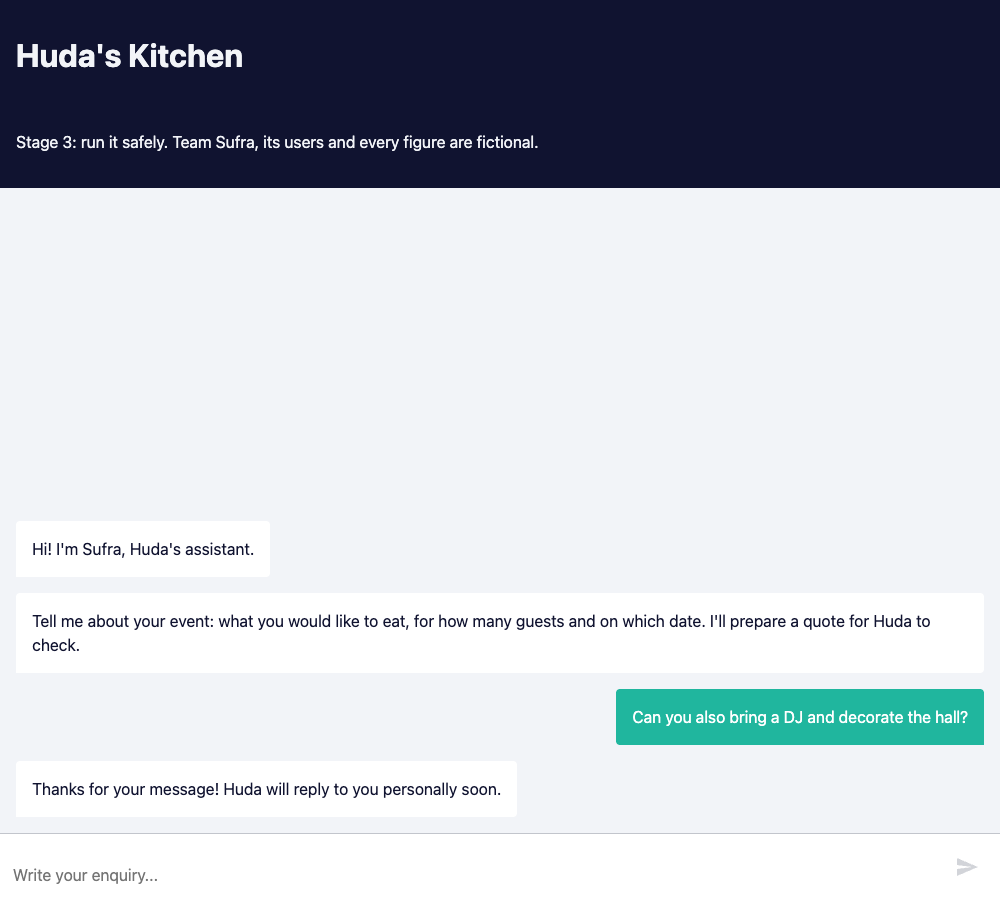 Huda's Kitchen
Stage 3: run it safely. Team Sufra, its users and every figure are fictional.
Hi! I'm Sufra, Huda's assistant.
Tell me about your event: what you would like to eat, for how many guests and on which date. I'll prepare a quote for Huda to
check.
Can you also bring a DJ and decorate the hall?
Thanks for your message! Huda will reply to you personally soon.
Write your enquiry...